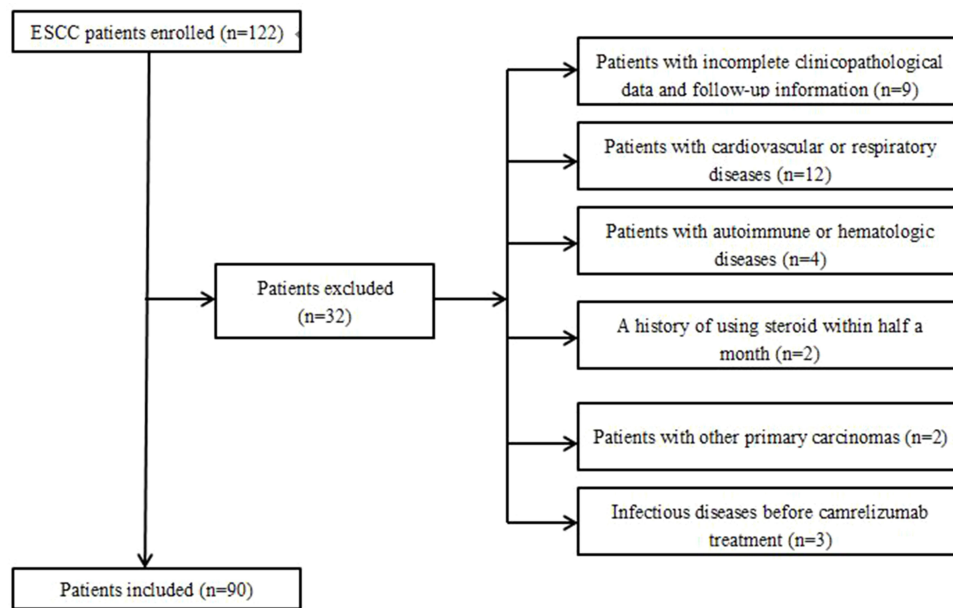 ESCC patients enrolled (n=122)
Patients with incomplete clinicopathological
data and follow-up information (n=9)
Patients with cardiovascular or respiratory
diseases (n=12)
Patients with autoimmune or hematologic
diseases (n=4)
Patients excluded
(n=32)
A history of using steroid within half a
month (n=2)
Patients with other primary carcinomas (n=2)
Infectious diseases before camrelizumab
treatment (n=3)
Patients included (n=90)